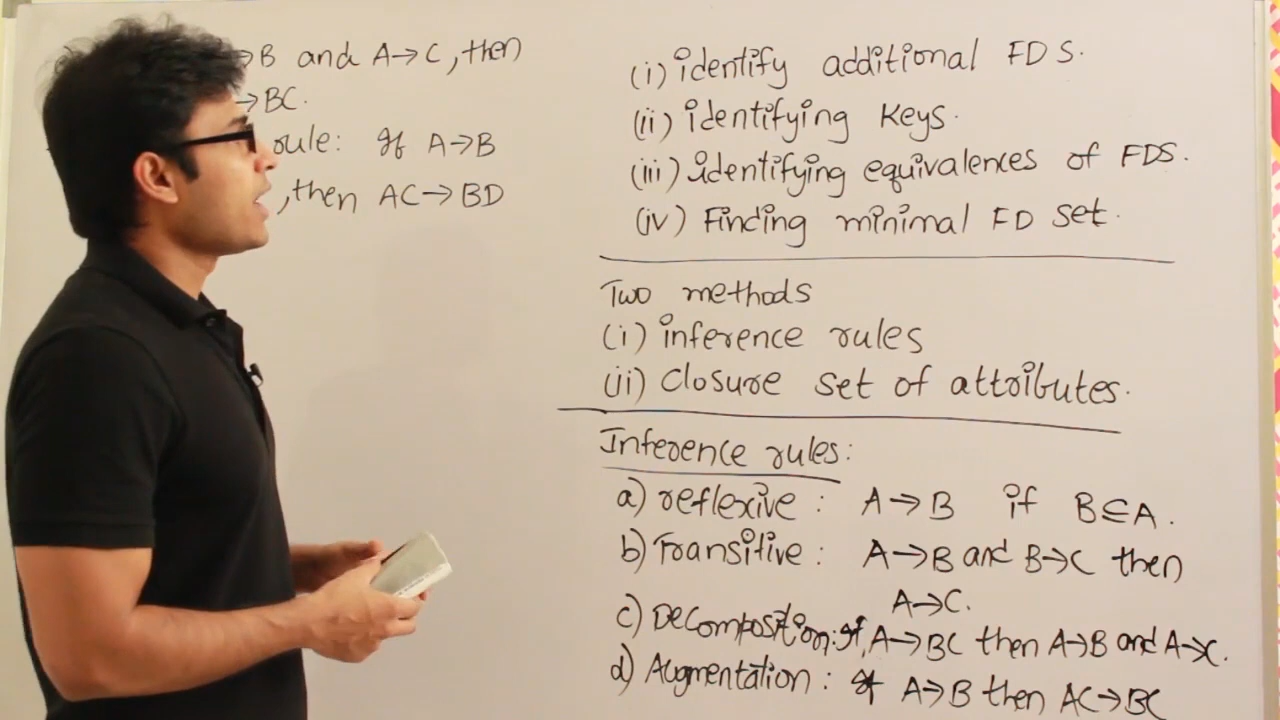 →B and A→C, then
→BC.
rule: If A→B
, then AC→BD
(i) identify additional FDS.
(ii) identifying keys.
(iii) identifying equivalences of FDS.
(iv) Finding minimal FD set.
Two methods
(i) inference rules
(ii) closure set of attributes.
Inference rules:
a) reflexive : A→B if B⊆A.
b) Transitive : A→B and B→C then
A→C.
c) Decomposition: If, A→BC then A→B and A→C.
d) Augmentation : If A→B then AC→BC